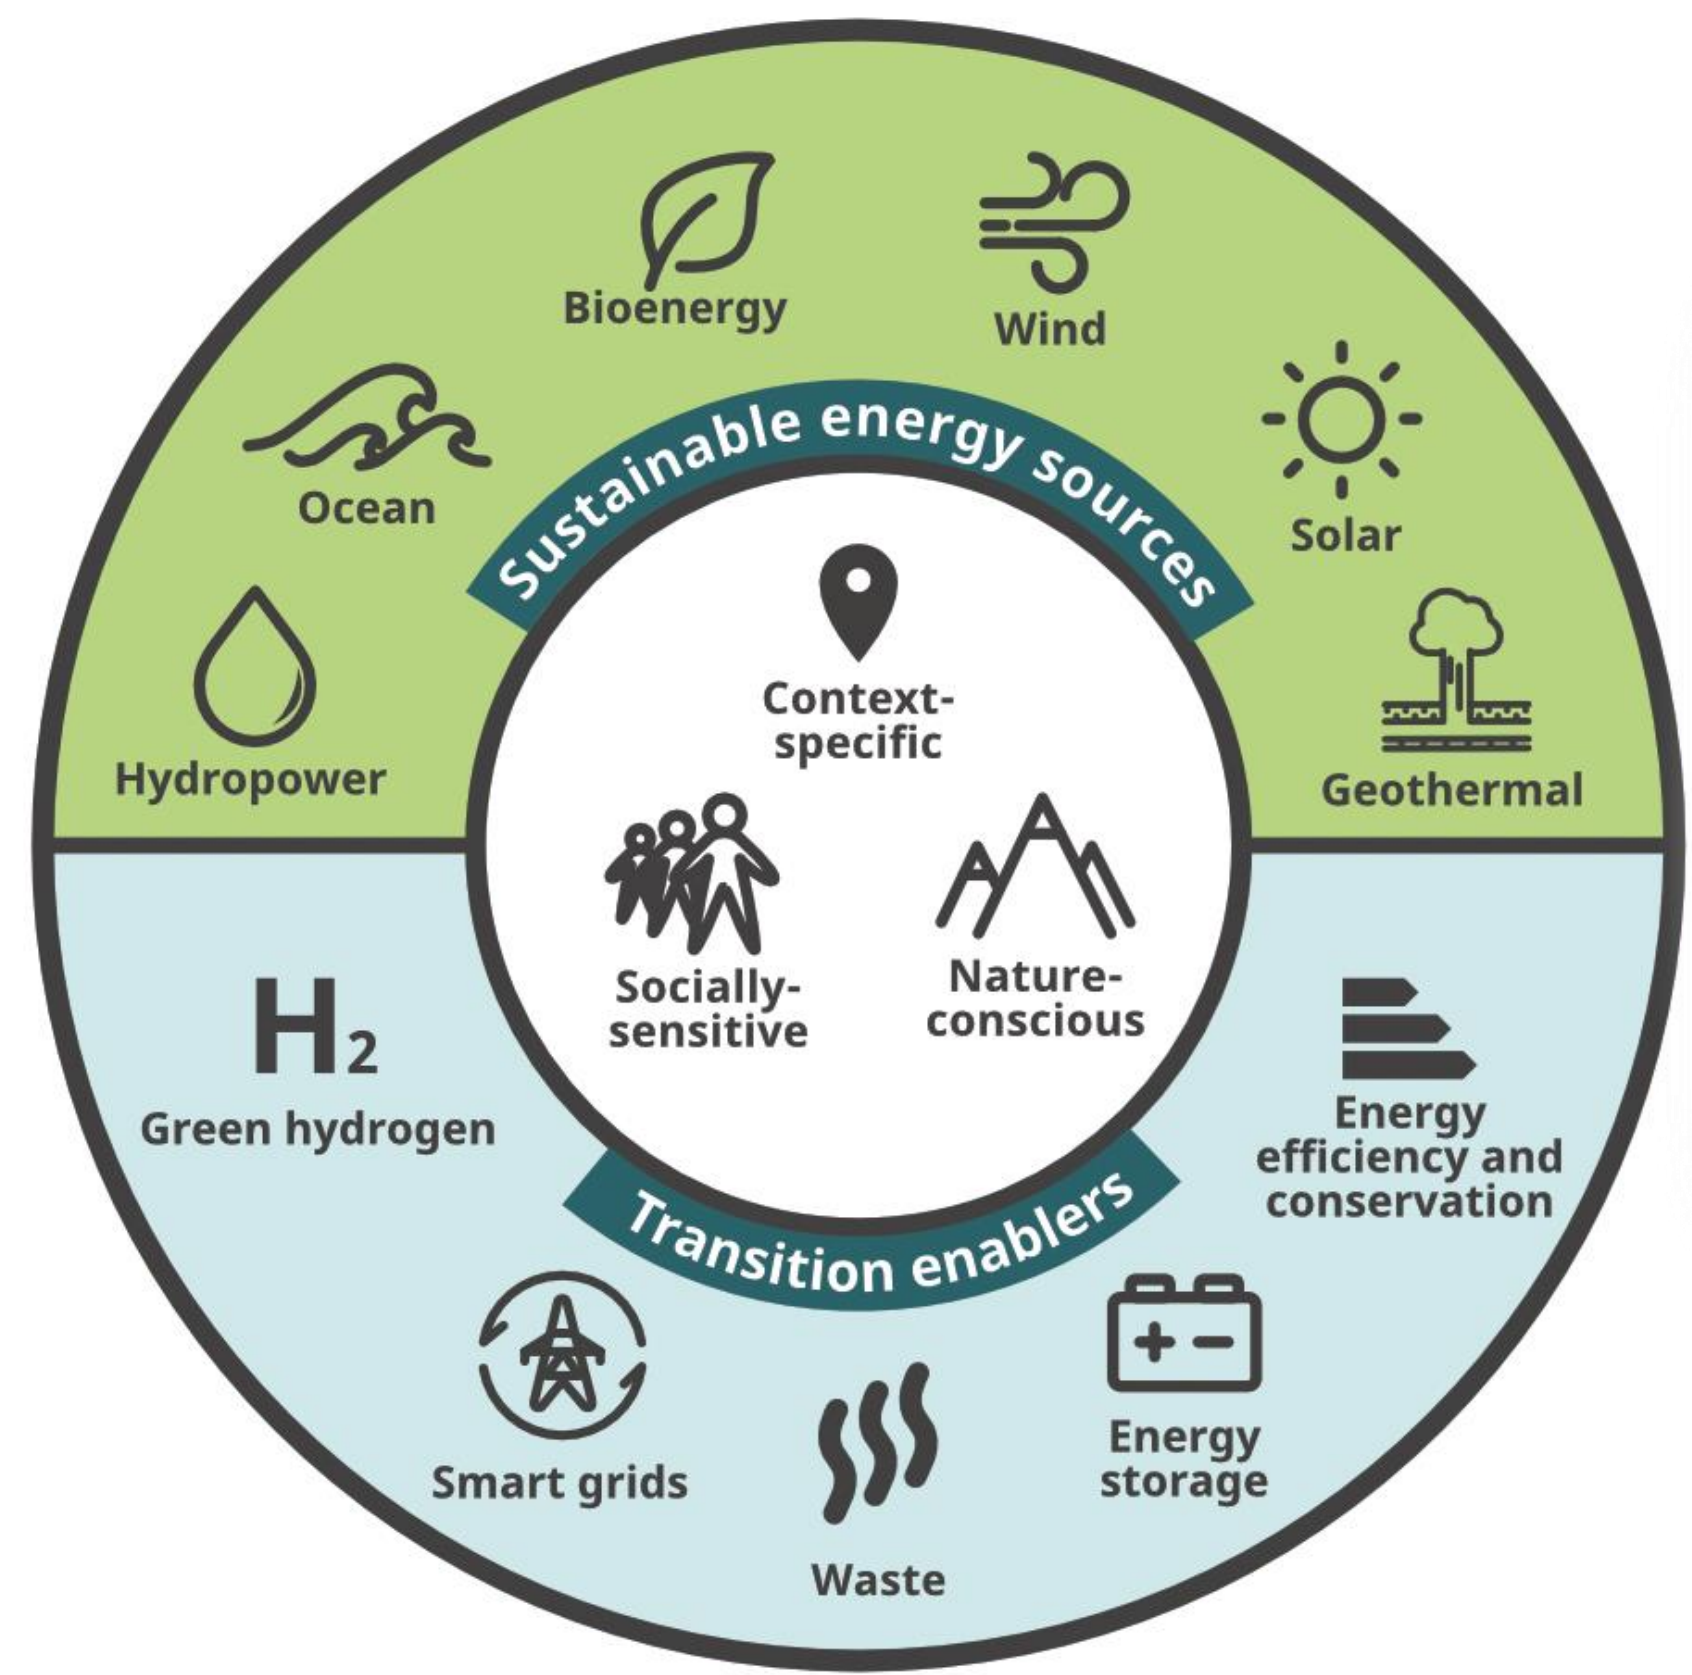 Bioenergy
Wind
Ocean
Solar
Hydropower
Geothermal
Sustainable energy sources
Context-
specific
Socially-
sensitive
Nature-
conscious
Transition enablers
H2
Green hydrogen
Energy
efficiency and
conservation
Smart grids
Waste
+ -
Energy
storage